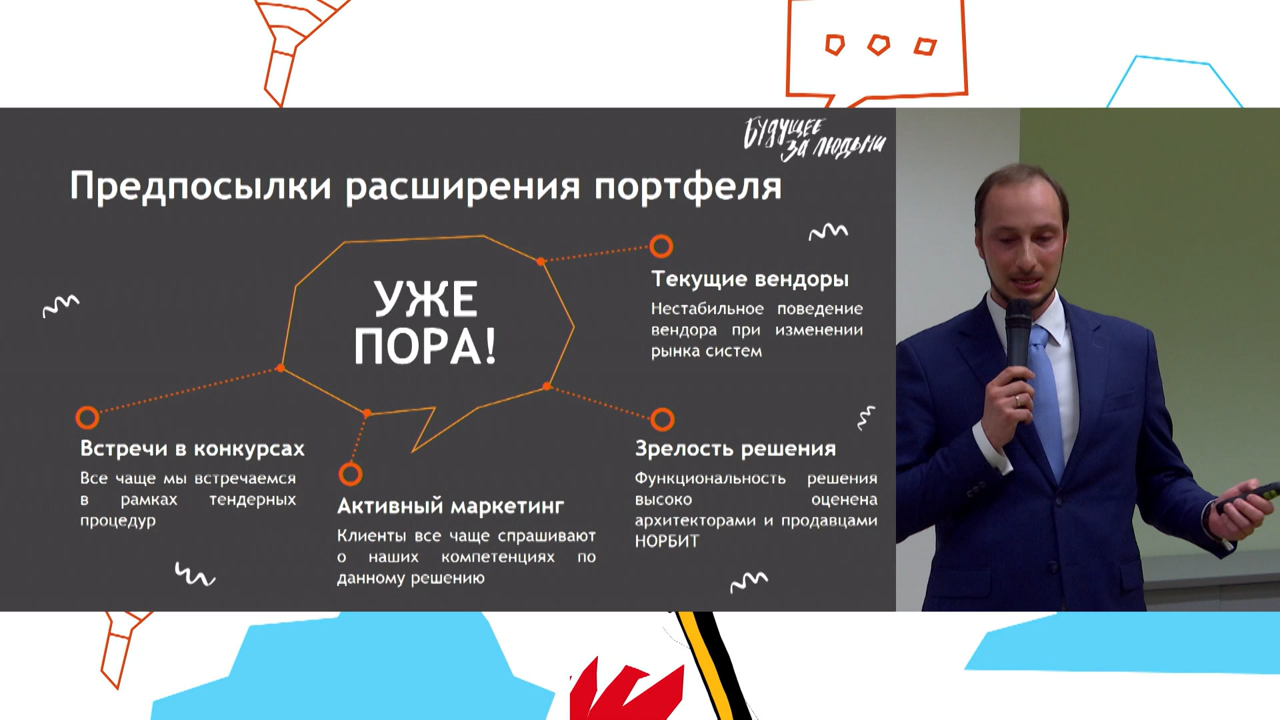 Будущее
за людьми
Предпосылки расширения портфеля
УЖЕ
ПОРА!
Текущие вендоры
Нестабильное поведение
вендора при изменении
рынка систем
Встречи в конкурсах
Все чаще мы встречаемся
в рамках тендерных
процедур
Активный маркетинг
Клиенты все чаще спрашивают
о наших компетенциях по
данному решению
Зрелость решения
Функциональность решения
высоко оценена
архитекторами и продавцами
НОРБИТ